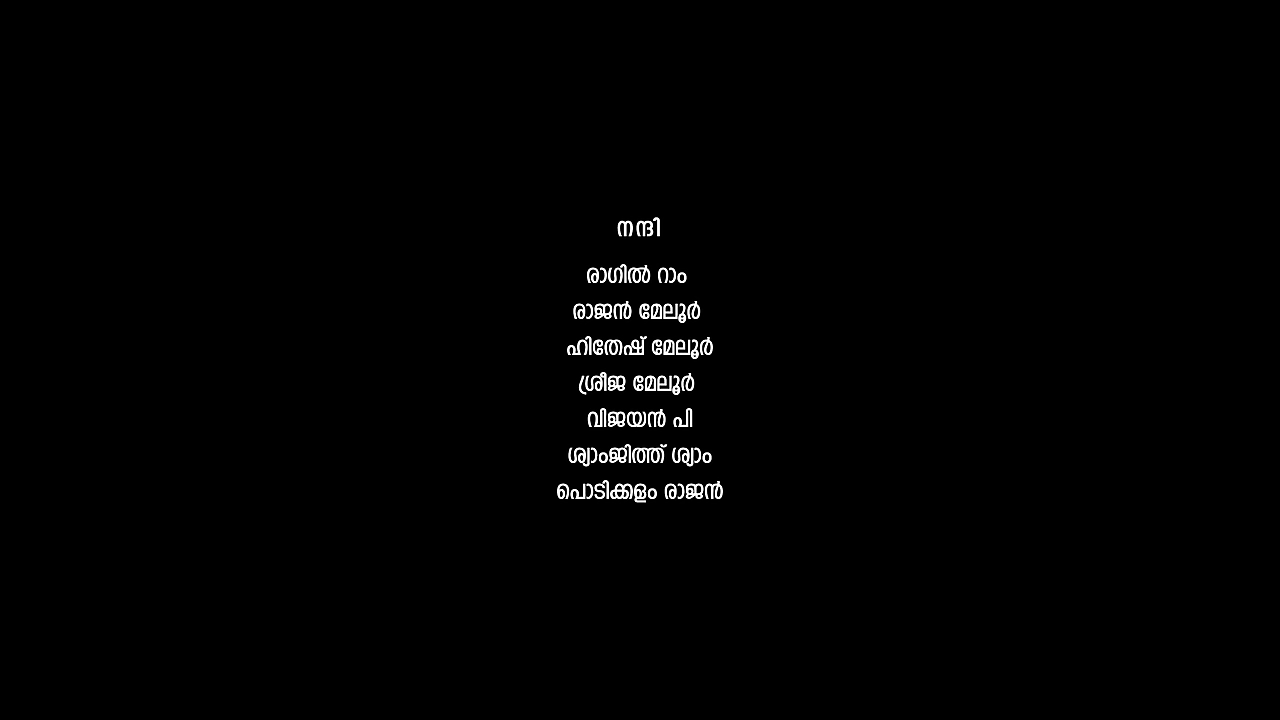 നന്ദി
രാഗിൽ റാം
രാജൻ മേലൂർ
ഹിതേഷ് മേലൂർ
ശ്രീജ മേലൂർ
വിജയൻ പി
ശ്യാംജിത്ത് ശ്യാം
പൊടിക്കളം രാജൻ